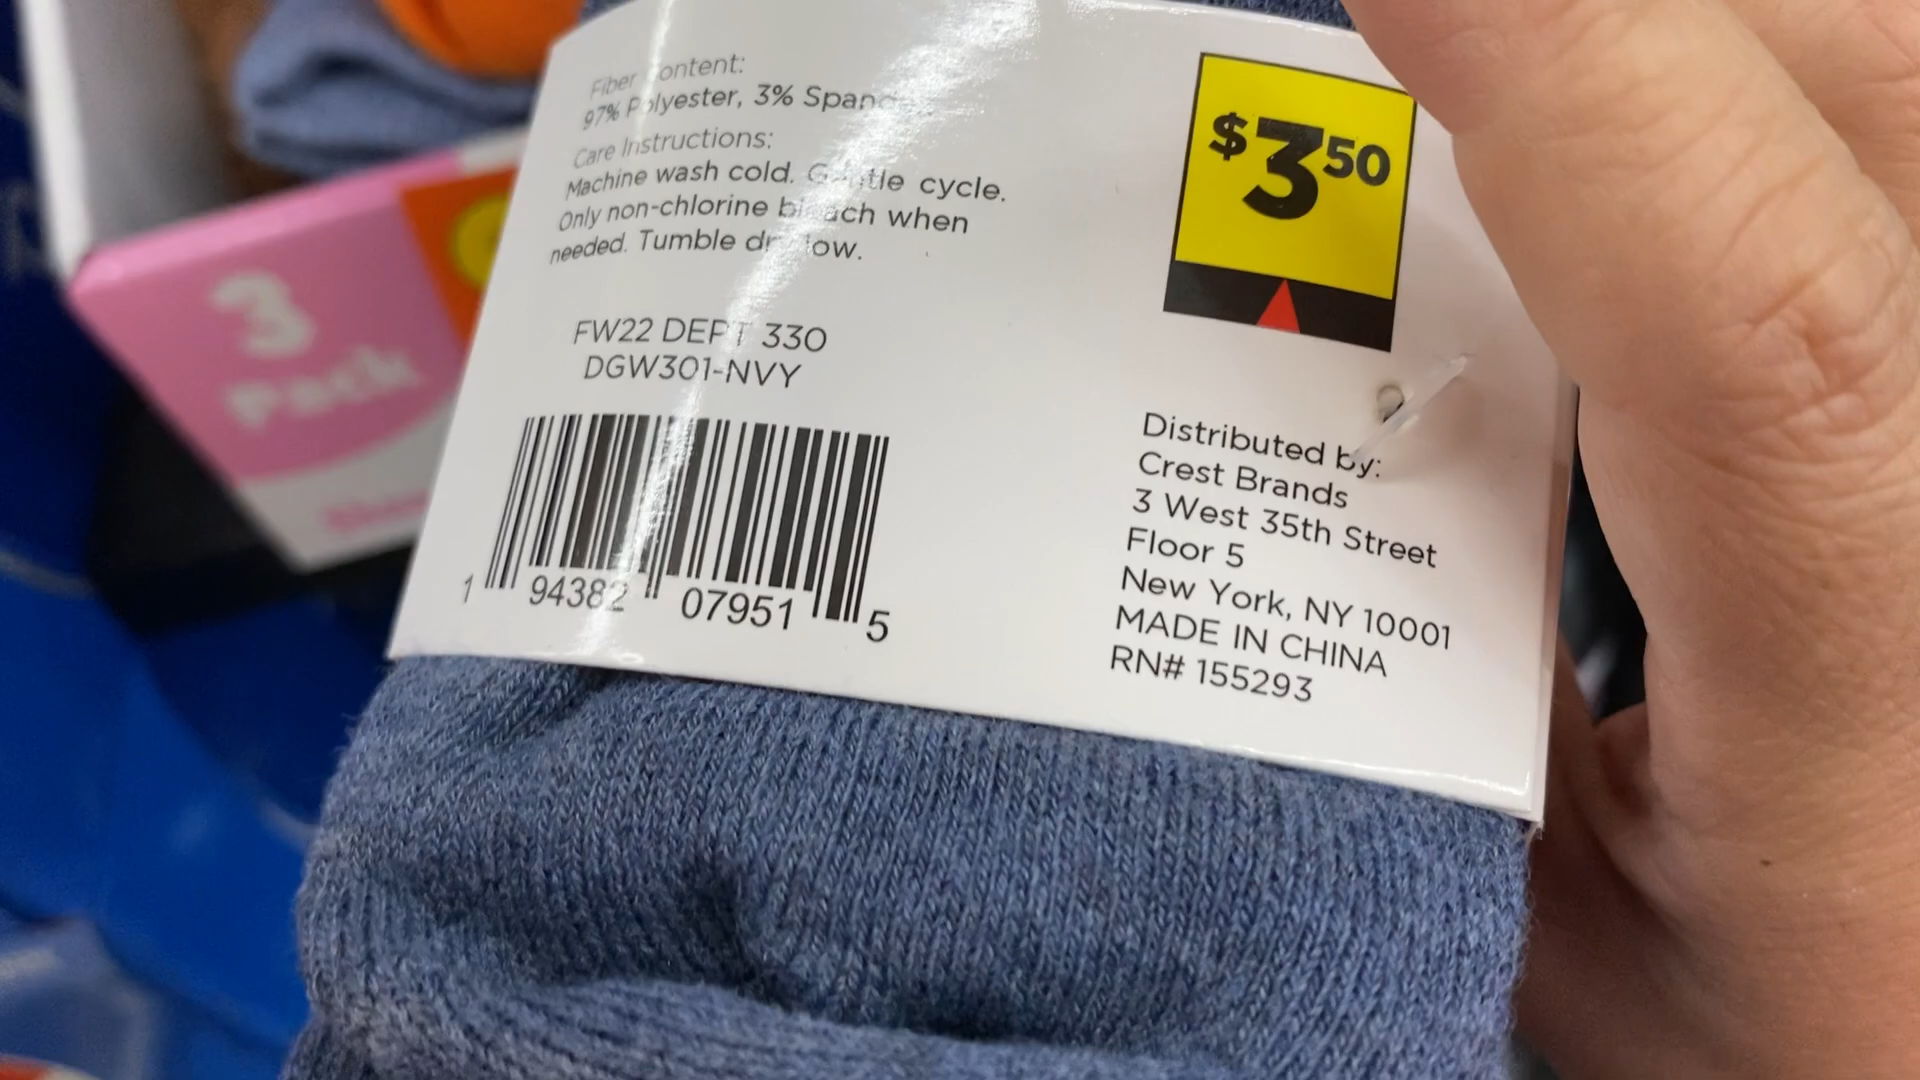 Fiber Content:
97% Polyester, 3% Spandex
Care Instructions:
Machine wash cold. Gentle cycle.
Only non-chlorine bleach when
needed. Tumble dry low.
FW22 DEPT 330
DGW301-NVY
1 94382 07951 5
$3.50
Distributed by:
Crest Brands
3 West 35th Street
Floor 5
New York, NY 10001
MADE IN CHINA
RN# 155293
3
Pack